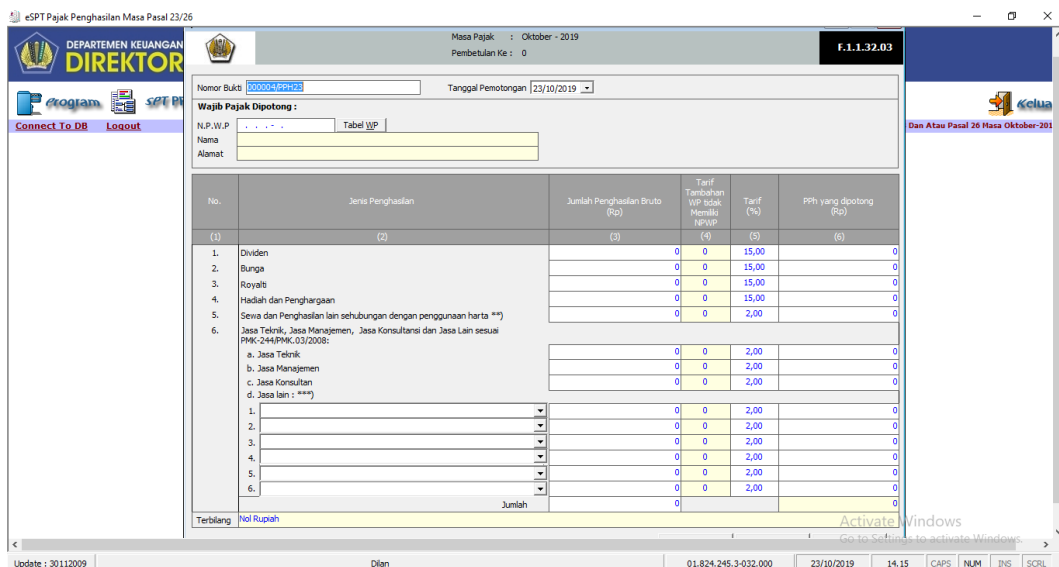 eSPT Pajak Penghasilan Masa Pasal 23/26
DEPARTEMEN KEUANGAN
DIREKTOR
Masa Pajak : Oktober - 2019
Pembetulan Ke : 0
F.1.1.32.03
Program
SPT PP
Kelua
Connect To DB Logout
Dan Atau Pasal 26 Masa Oktober-201
Nomor Bukti 000004/PPH23
Tanggal Pemotongan 23/10/2019
Wajib Pajak Dipotong :
N.P.W.P . . . - . Tabel WP
Nama
Alamat
No. Jenis Penghasilan Jumlah Penghasilan Bruto (Rp) Tarif Tambahan WP tidak Memiliki NPWP Tarif (%) PPh yang dipotong (Rp)
(1) (2) (3) (4) (5) (6)
1. Dividen 0 0 15,00 0
2. Bunga 0 0 15,00 0
3. Royalti 0 0 15,00 0
4. Hadiah dan Penghargaan 0 0 15,00 0
5. Sewa dan Penghasilan lain sehubungan dengan penggunaan harta **) 0 0 2,00 0
6. Jasa Teknik, Jasa Manajemen, Jasa Konsultansi dan Jasa Lain sesuai
PMK-244/PMK.03/2008:
a. Jasa Teknik 0 0 2,00 0
b. Jasa Manajemen 0 0 2,00 0
c. Jasa Konsultan 0 0 2,00 0
d. Jasa lain : ***)
1. 0 0 2,00 0
2. 0 0 2,00 0
3. 0 0 2,00 0
4. 0 0 2,00 0
5. 0 0 2,00 0
6. 0 0 2,00 0
Jumlah 0 0
Terbilang Nol Rupiah
Activate Windows
Go to Settings to activate Windows.
Update : 30112009 Dilan 01.824.245.3-032.000 23/10/2019 14.15 CAPS NUM INS SCRL